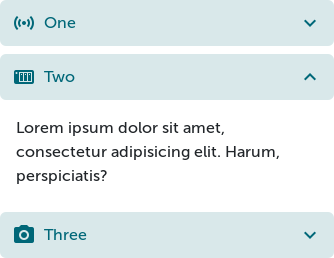 One
Two
Lorem ipsum dolor sit amet,
consectetur adipisicing elit. Harum,
perspiciatis?
Three